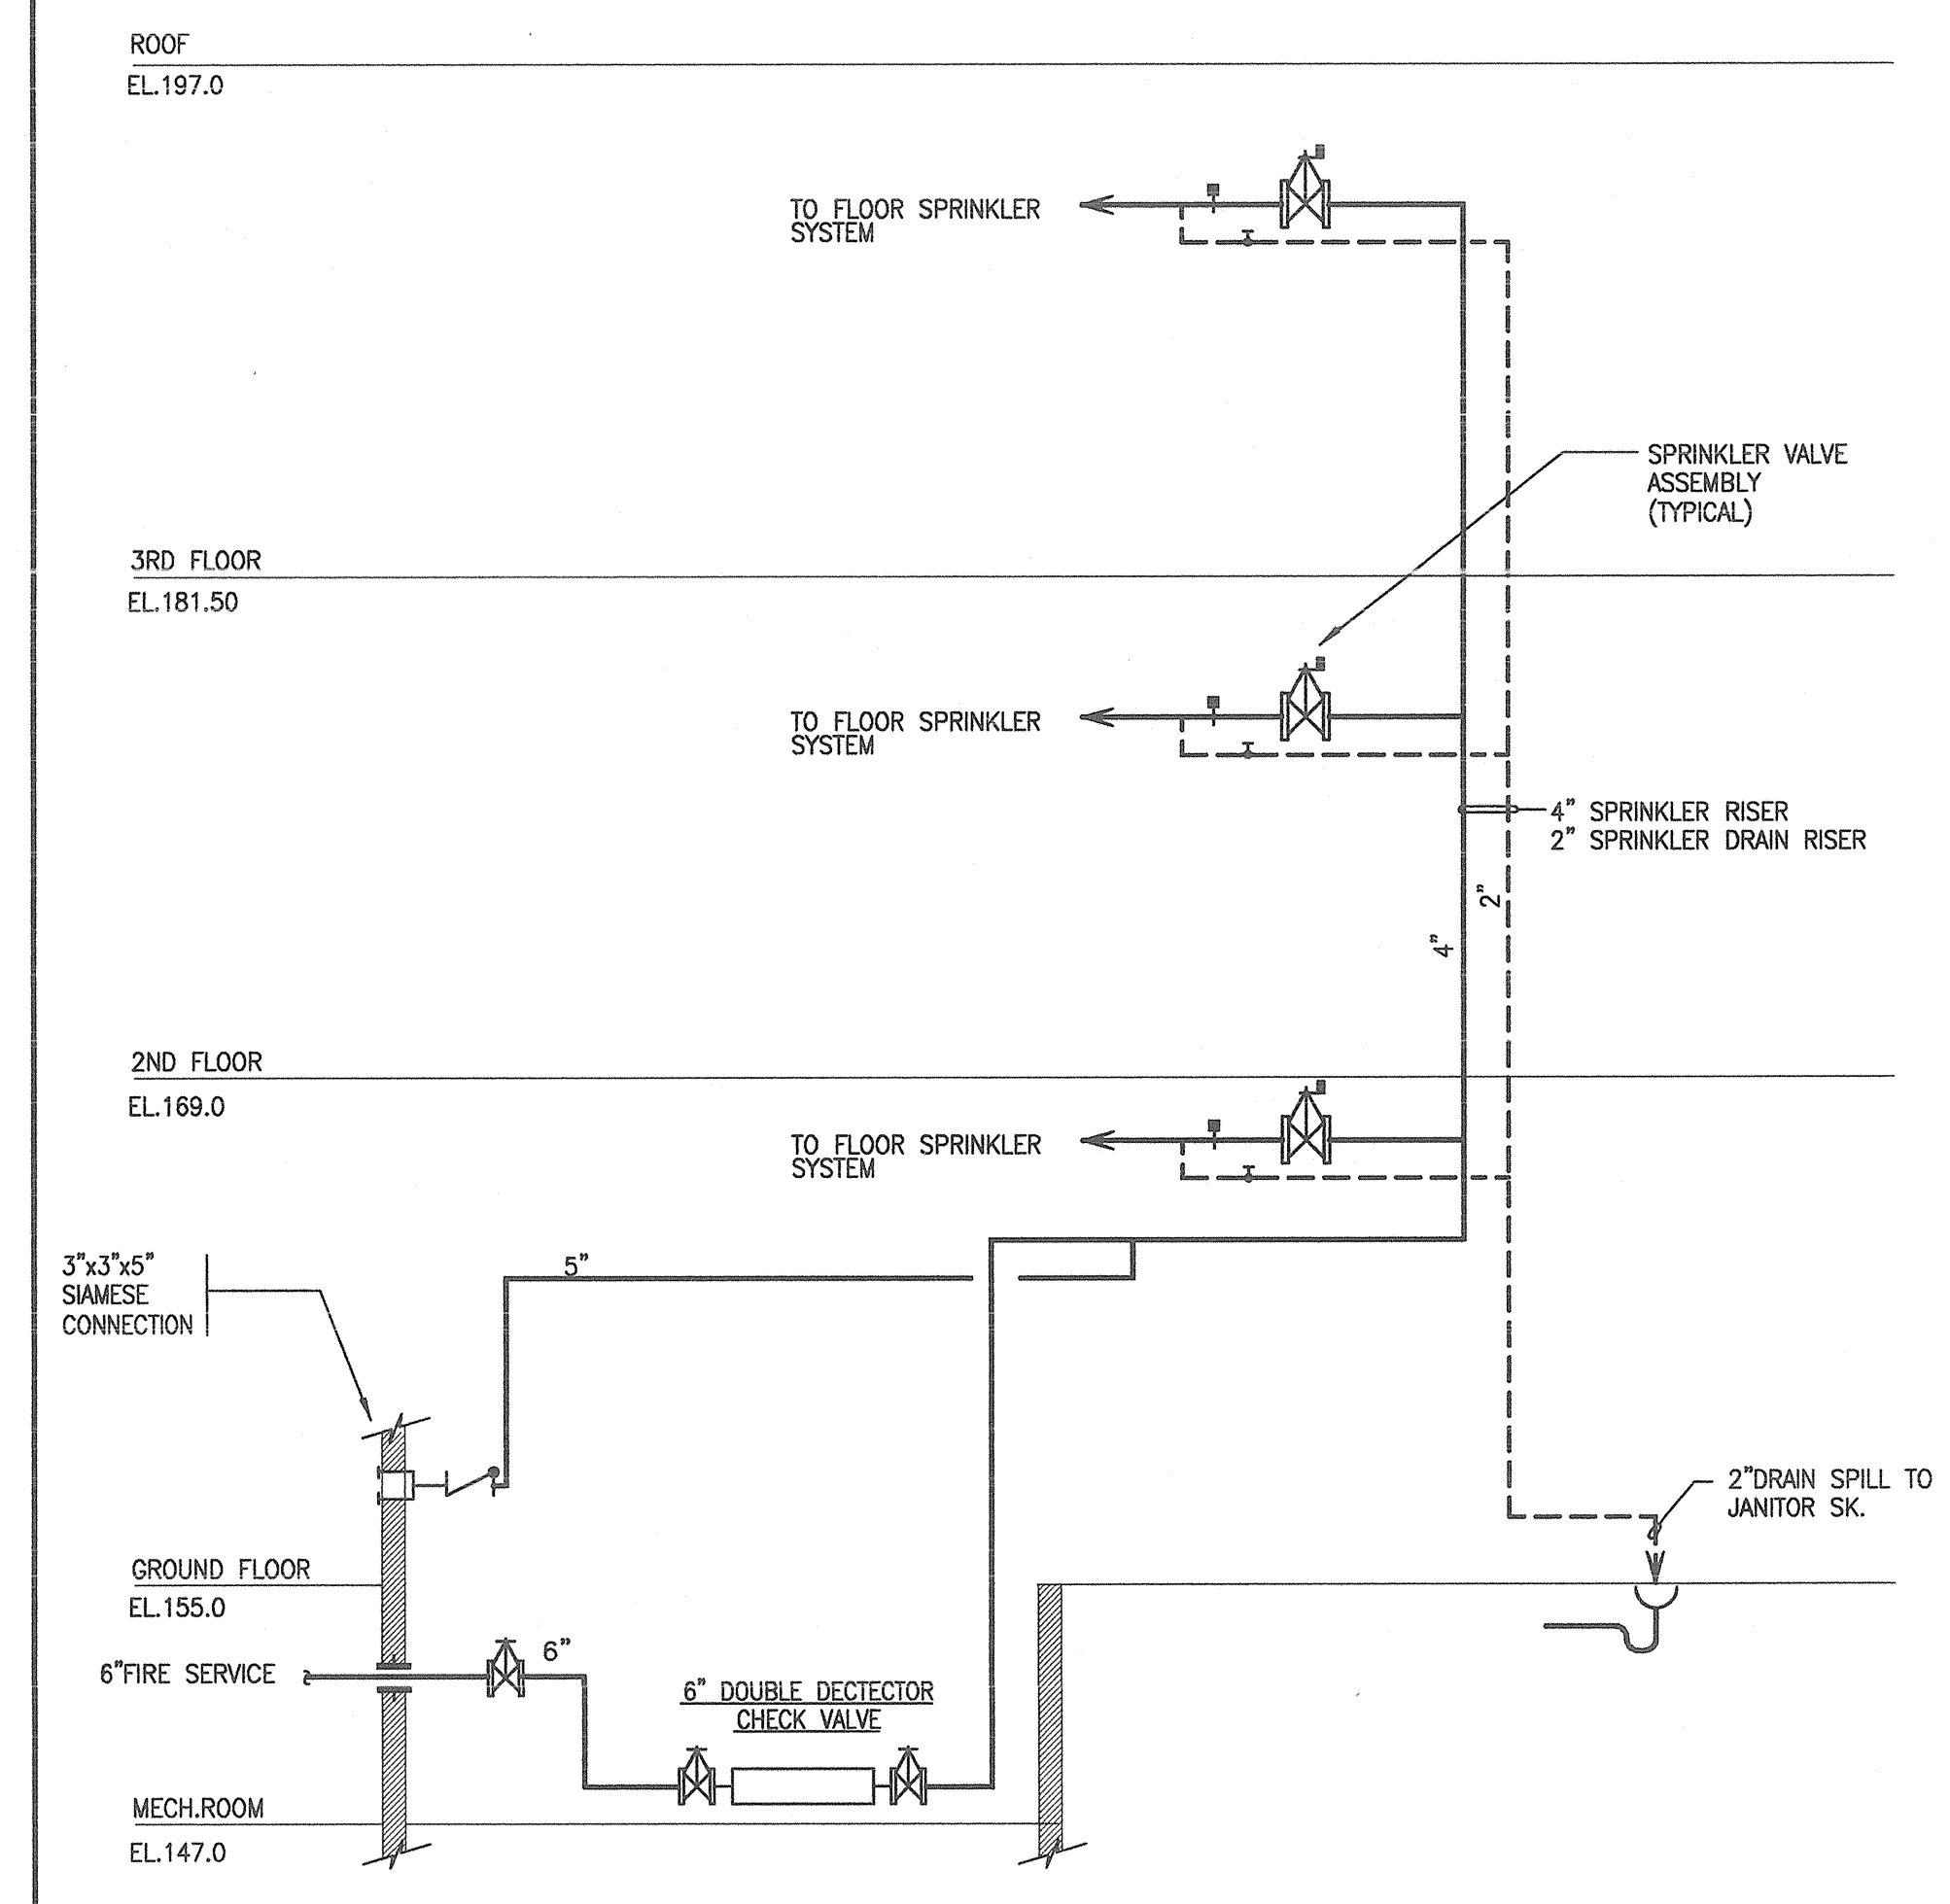 ROOF
EL.197.0
TO FLOOR SPRINKLER
SYSTEM
SPRINKLER VALVE
ASSEMBLY
(TYPICAL)
3RD FLOOR
EL.181.50
TO FLOOR SPRINKLER
SYSTEM
4" SPRINKLER RISER
2" SPRINKLER DRAIN RISER
2"
4"
2ND FLOOR
EL.169.0
TO FLOOR SPRINKLER
SYSTEM
3"x3"x5"
SIAMESE
CONNECTION
5"
2"DRAIN SPILL TO
JANITOR SK.
GROUND FLOOR
EL.155.0
6"FIRE SERVICE
6"
6" DOUBLE DECTECTOR
CHECK VALVE
MECH.ROOM
EL.147.0